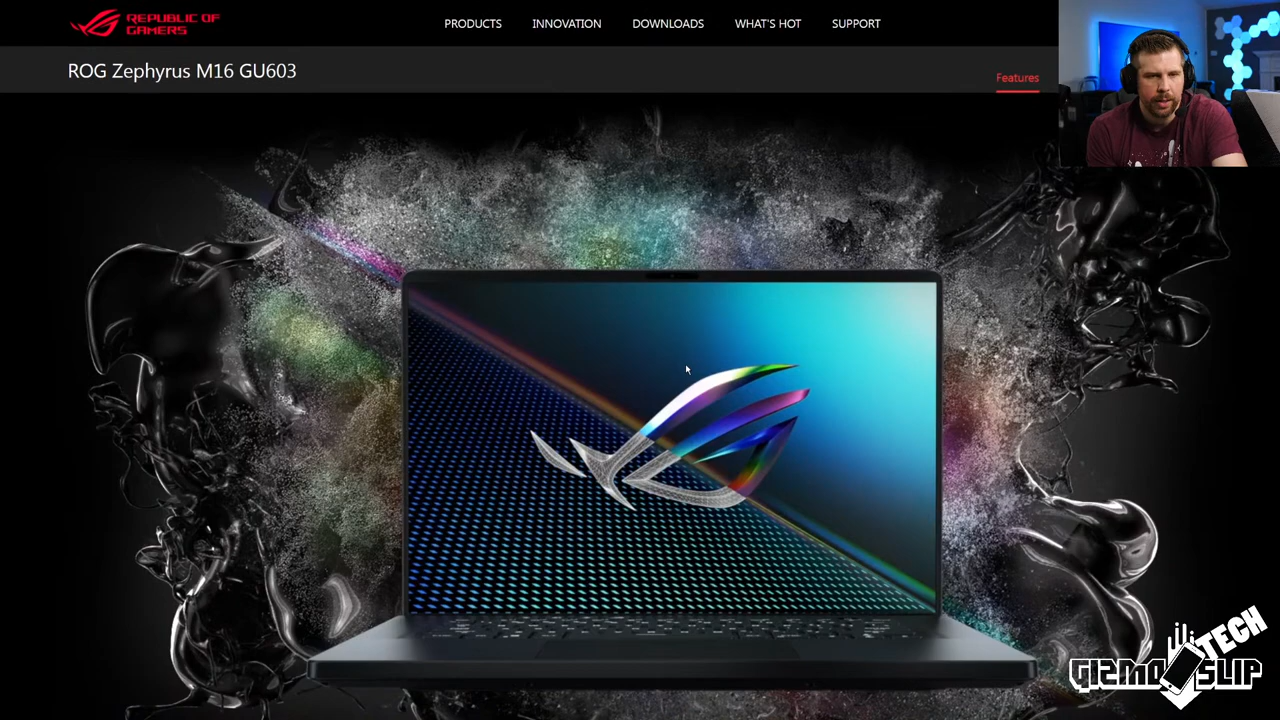 REPUBLIC OF
GAMERS
PRODUCTS
INNOVATION
DOWNLOADS
WHAT'S HOT
SUPPORT
ROG Zephyrus M16 GU603
Features
GIZMO SLIP
TECH